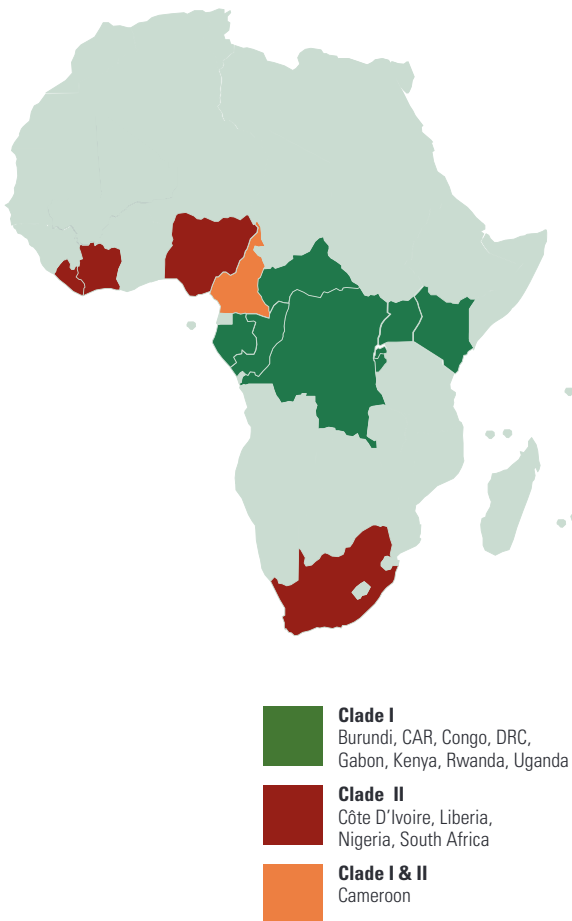 Clade I
Burundi, CAR, Congo, DRC,
Gabon, Kenya, Rwanda, Uganda
Clade II
Côte D'Ivoire, Liberia,
Nigeria, South Africa
Clade I & II
Cameroon